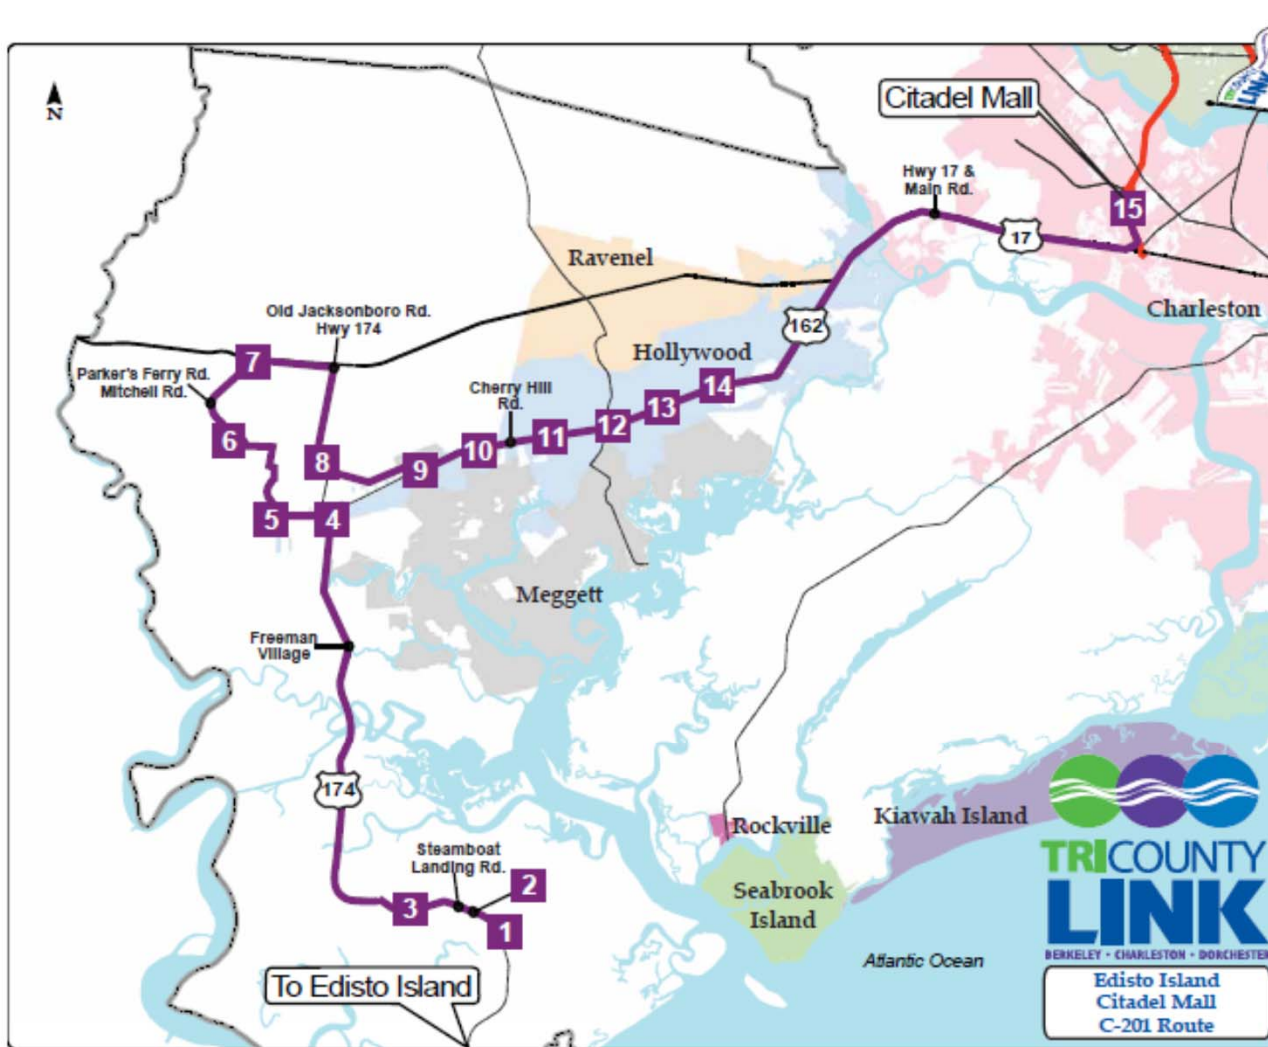 N
Citadel Mall
TRI
LINK
Hwy 17 &
Main Rd.
15
17
Ravenel
Charleston
Old Jacksonboro Rd.
Hwy 174
162
Hollywood
7
Parker's Ferry Rd.
Mitchell Rd.
Cherry Hill
Rd.
14
13
12
11
10
9
8
6
5
4
Meggett
Freeman
Village
174
Rockville
Kiawah Island
Steamboat
Landing Rd.
2
3
1
Seabrook
Island
Atlantic Ocean
To Edisto Island
TRICOUNTY
LINK
BERKELEY • CHARLESTON • DORCHESTER
Edisto Island
Citadel Mall
C-201 Route